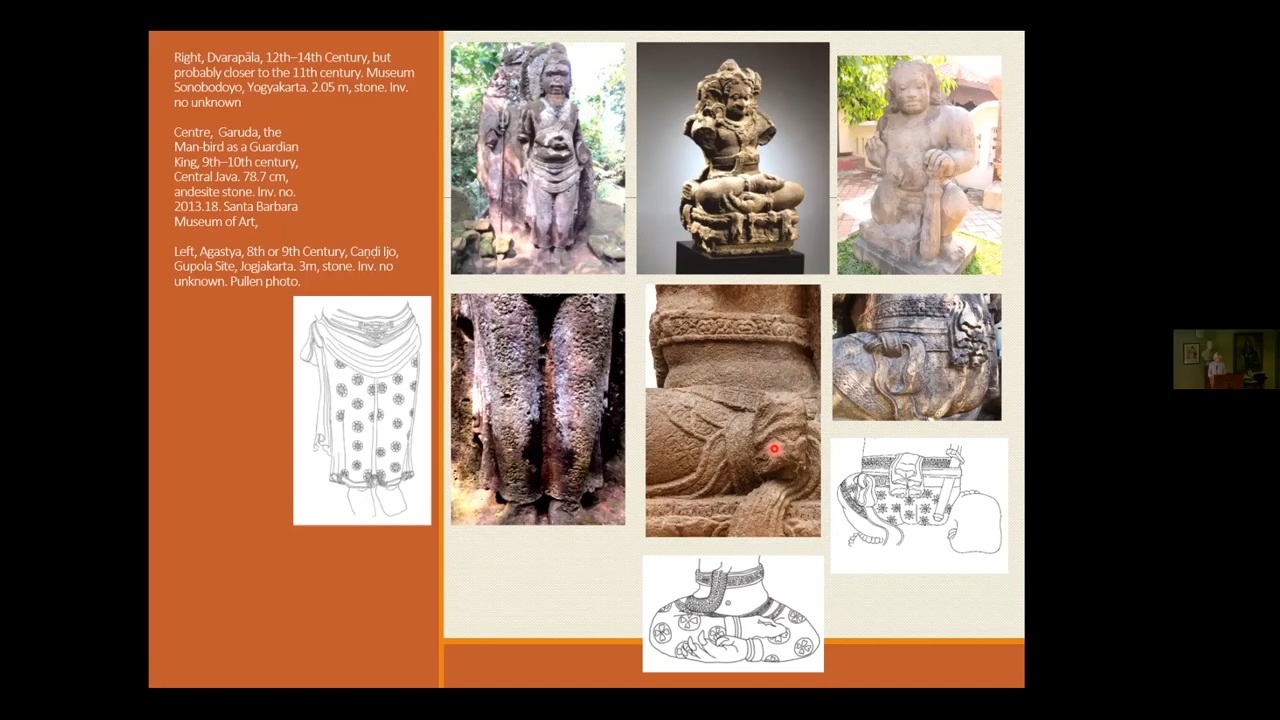 Right, Dvarapāla, 12th–14th Century, but
probably closer to the 11th century. Museum
Sonobodoyo, Yogyakarta. 2.05 m, stone. Inv.
no unknown
Centre, Garuda, the
Man-bird as a Guardian
King, 9th–10th century,
Central Java. 78.7 cm,
andesite stone. Inv. no.
2013.18. Santa Barbara
Museum of Art,
Left, Agastya, 8th or 9th Century, Caṇḍi Ijo,
Gupola Site, Jogjakarta. 3m, stone. Inv. no
unknown. Pullen photo.